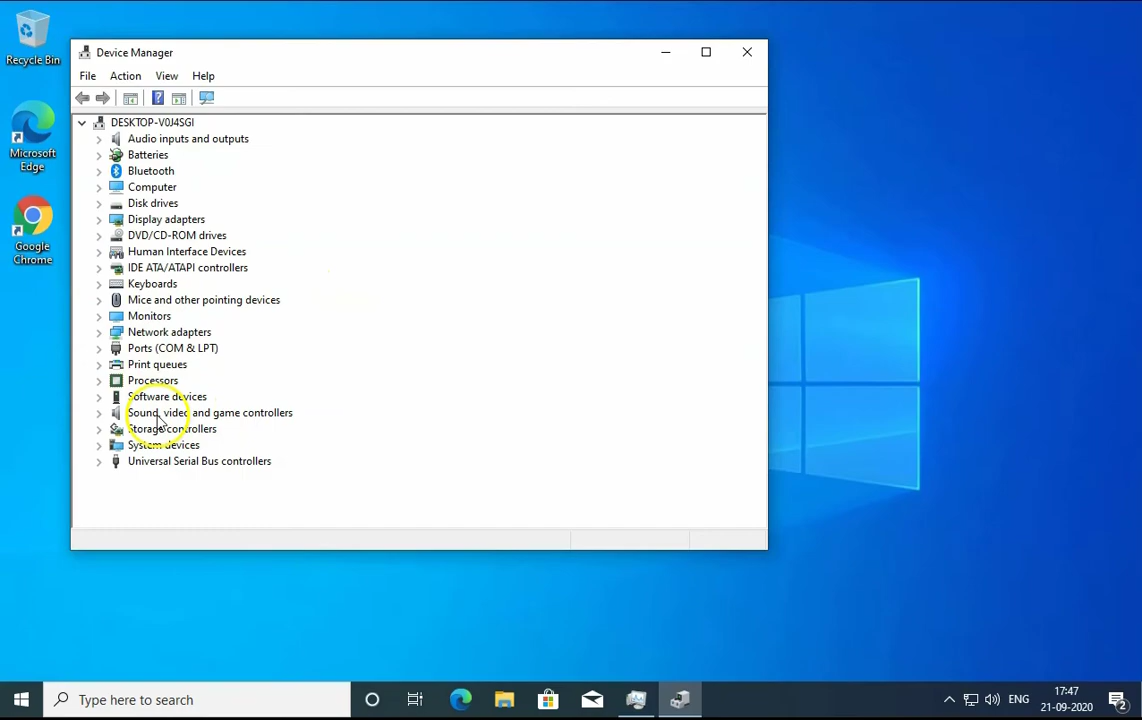 Recycle Bin
Microsoft
Edge
Google
Chrome
Device Manager
File Action View Help
DESKTOP-V0J4SGI
Audio inputs and outputs
Batteries
Bluetooth
Computer
Disk drives
Display adapters
DVD/CD-ROM drives
Human Interface Devices
IDE ATA/ATAPI controllers
Keyboards
Mice and other pointing devices
Monitors
Network adapters
Ports (COM & LPT)
Print queues
Processors
Software devices
Sound, video and game controllers
Storage controllers
System devices
Universal Serial Bus controllers
Type here to search
ENG
17:47
21-09-2020
2